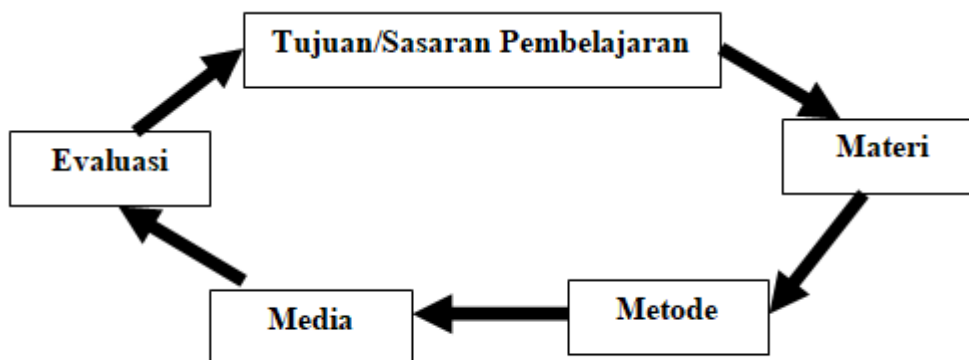 Tujuan/Sasaran Pembelajaran
Materi
Metode
Media
Evaluasi